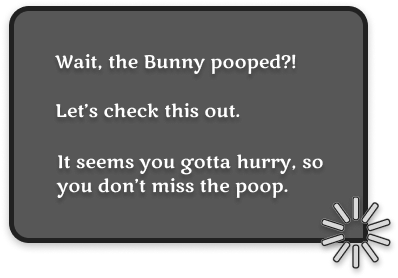 Wait, the Bunny pooped?!
Let's check this out.
It seems you gotta hurry, so
you don't miss the poop.